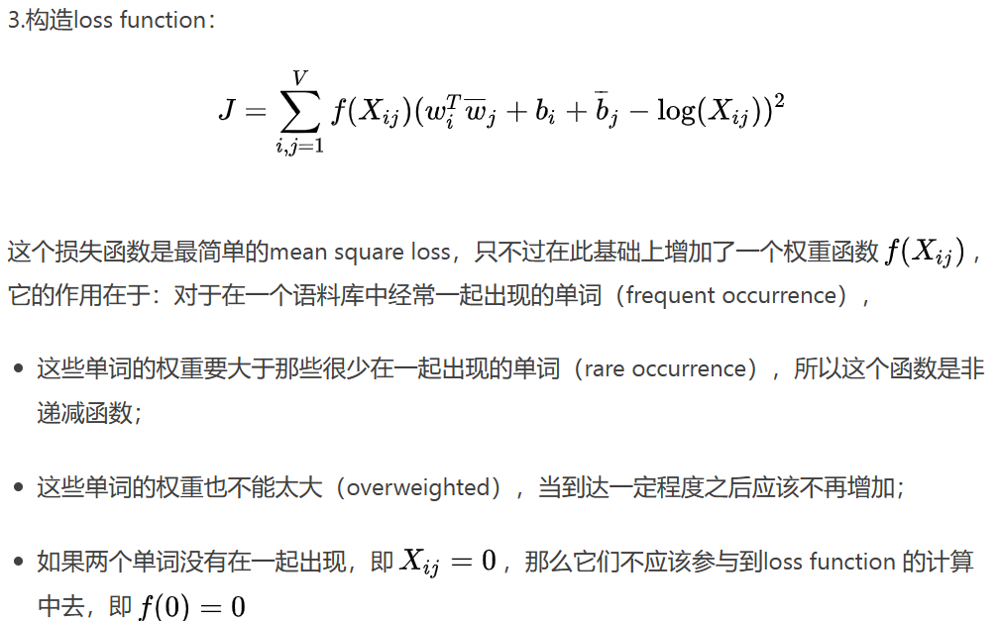 3.构造loss function：
$J = \sum_{i,j=1}^{V} f(X_{ij})(w_i^T \overline{w}_j + b_i + \overline{b}_j - \log(X_{ij}))^2$
这个损失函数是最简单的mean square loss，只不过在此基础上增加了一个权重函数 $f(X_{ij})$ ，
它的作用在于：对于在一个语料库中经常一起出现的单词（frequent occurrence），
• 这些单词的权重要大于那些很少在一起出现的单词（rare occurrence），所以这个函数是非
递减函数；
• 这些单词的权重也不能太大（overweighted），当到达一定程度之后应该不再增加；
• 如果两个单词没有在一起出现，即 $X_{ij} = 0$ ，那么它们不应该参与到loss function 的计算
中去，即 $f(0) = 0$